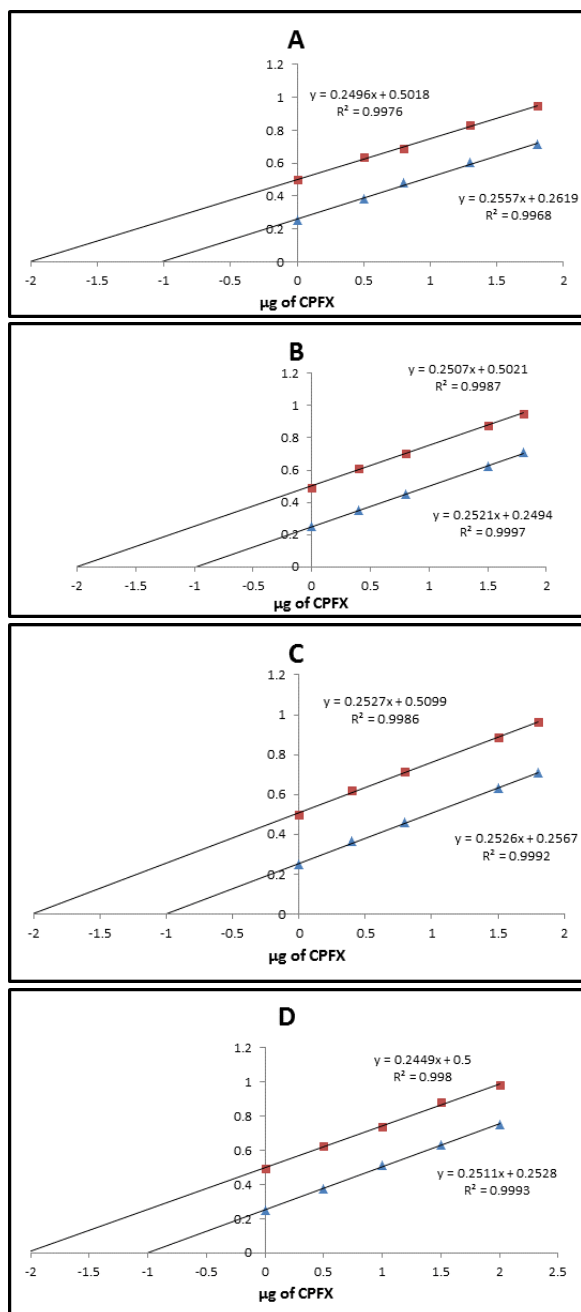 A
1.2
1
0.8
0.6
0.4
0.2
0
y = 0.2496x + 0.5018
R² = 0.9976
y = 0.2557x + 0.2619
R² = 0.9968
-2 -1.5 -1 -0.5 0 0.5 1 1.5 2
µg of CPFX
B
1.2
1
0.8
0.6
0.4
0.2
0
y = 0.2507x + 0.5021
R² = 0.9987
y = 0.2521x + 0.2494
R² = 0.9997
-2 -1.5 -1 -0.5 0 0.5 1 1.5 2
µg of CPFX
C
1.2
1
0.8
0.6
0.4
0.2
0
y = 0.2527x + 0.5099
R² = 0.9986
y = 0.2526x + 0.2567
R² = 0.9992
-2 -1.5 -1 -0.5 0 0.5 1 1.5 2
µg of CPFX
D
1.2
1
0.8
0.6
0.4
0.2
0
y = 0.2449x + 0.5
R² = 0.998
y = 0.2511x + 0.2528
R² = 0.9993
-2 -1.5 -1 -0.5 0 0.5 1 1.5 2 2.5
µg of CPFX